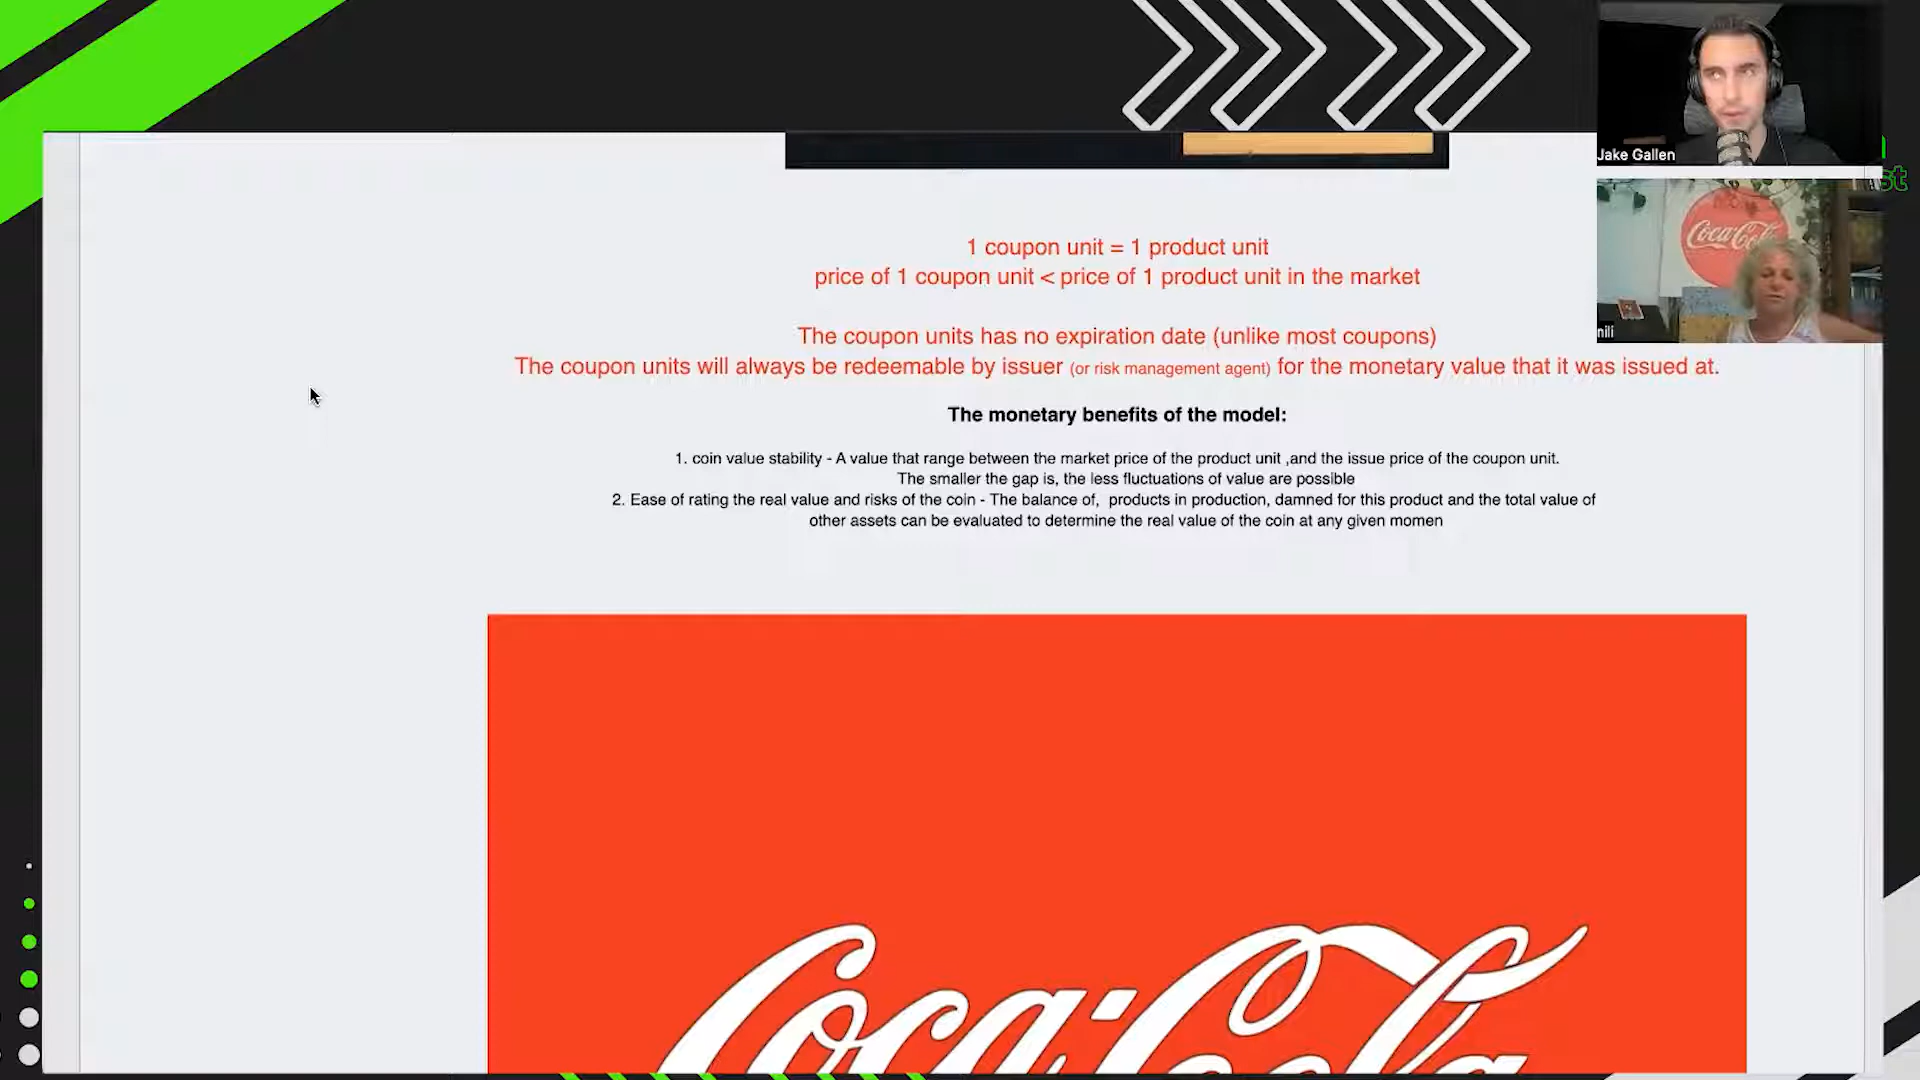 Jake Gallen
st
Coca-Cola
nili
1 coupon unit = 1 product unit
price of 1 coupon unit < price of 1 product unit in the market
The coupon units has no expiration date (unlike most coupons)
The coupon units will always be redeemable by issuer (or risk management agent) for the monetary value that it was issued at.
The monetary benefits of the model:
1. coin value stability - A value that range between the market price of the product unit ,and the issue price of the coupon unit.
The smaller the gap is, the less fluctuations of value are possible
2. Ease of rating the real value and risks of the coin - The balance of, products in production, damned for this product and the total value of
other assets can be evaluated to determine the real value of the coin at any given momen
Coca-Cola